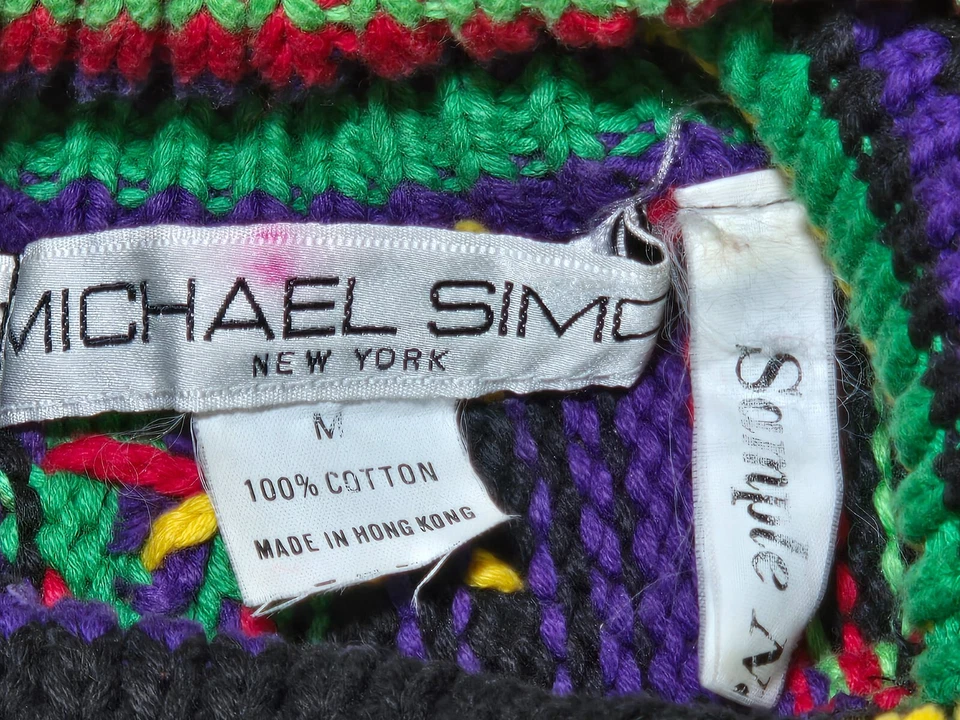 MICHAEL SIMO
NEW YORK
M
100% COTTON
MADE IN HONG KONG
Sample N